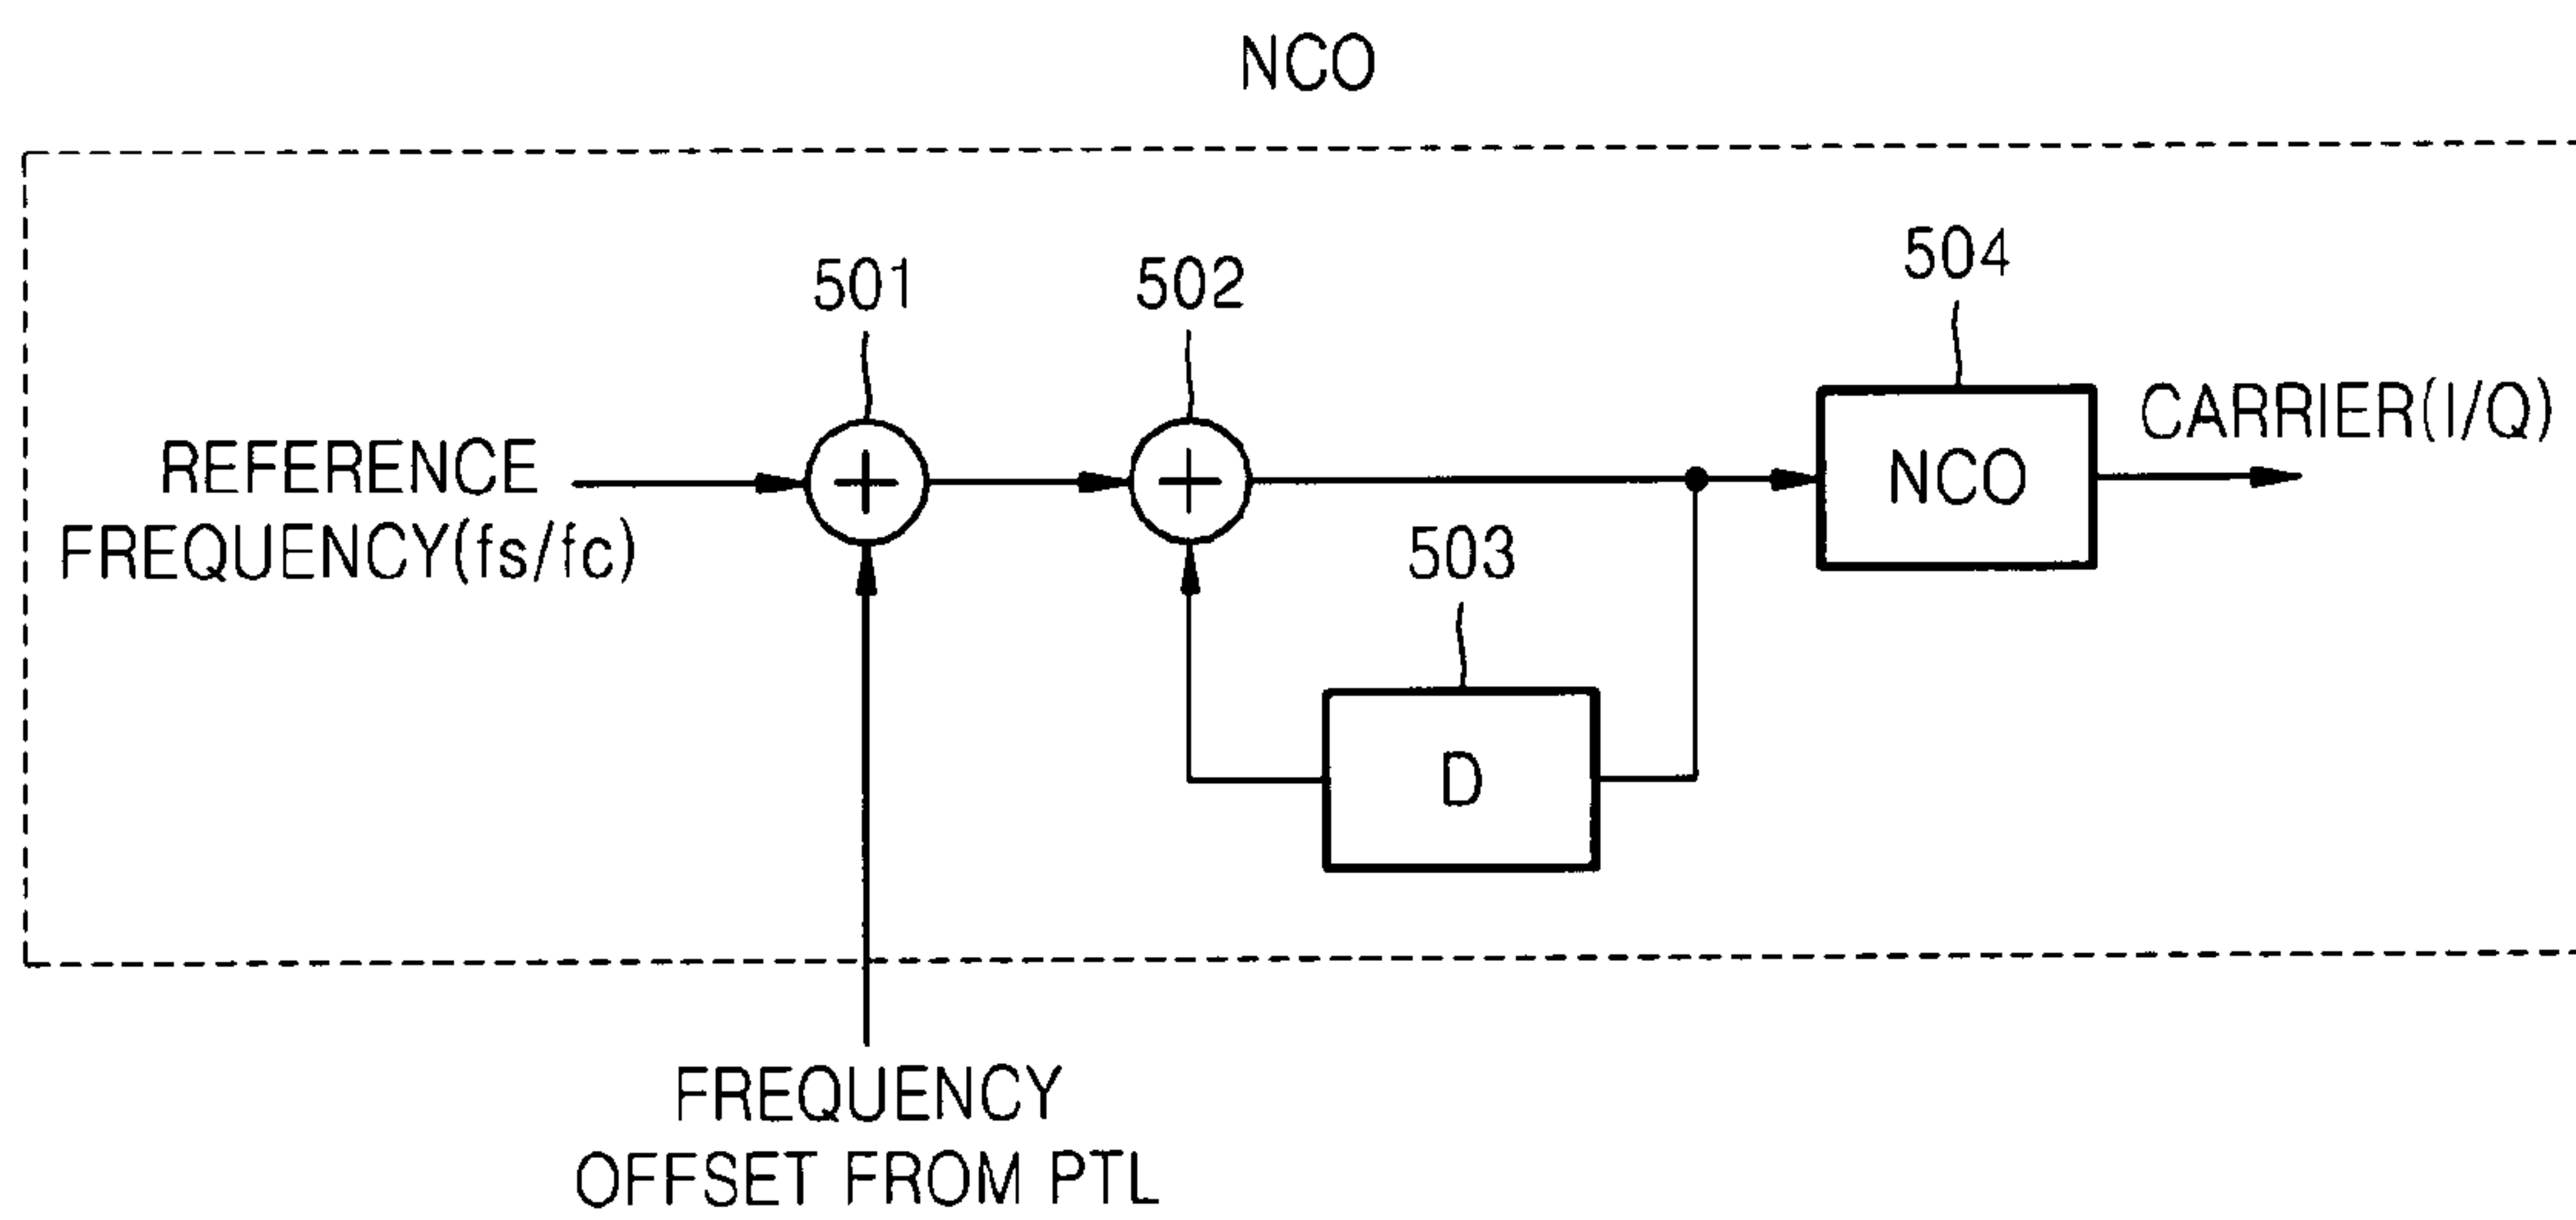 NCO
501
502
504
REFERENCE
FREQUENCY(fs/fc)
+
+
NCO
CARRIER(I/Q)
503
D
FREQUENCY
OFFSET FROM PTL